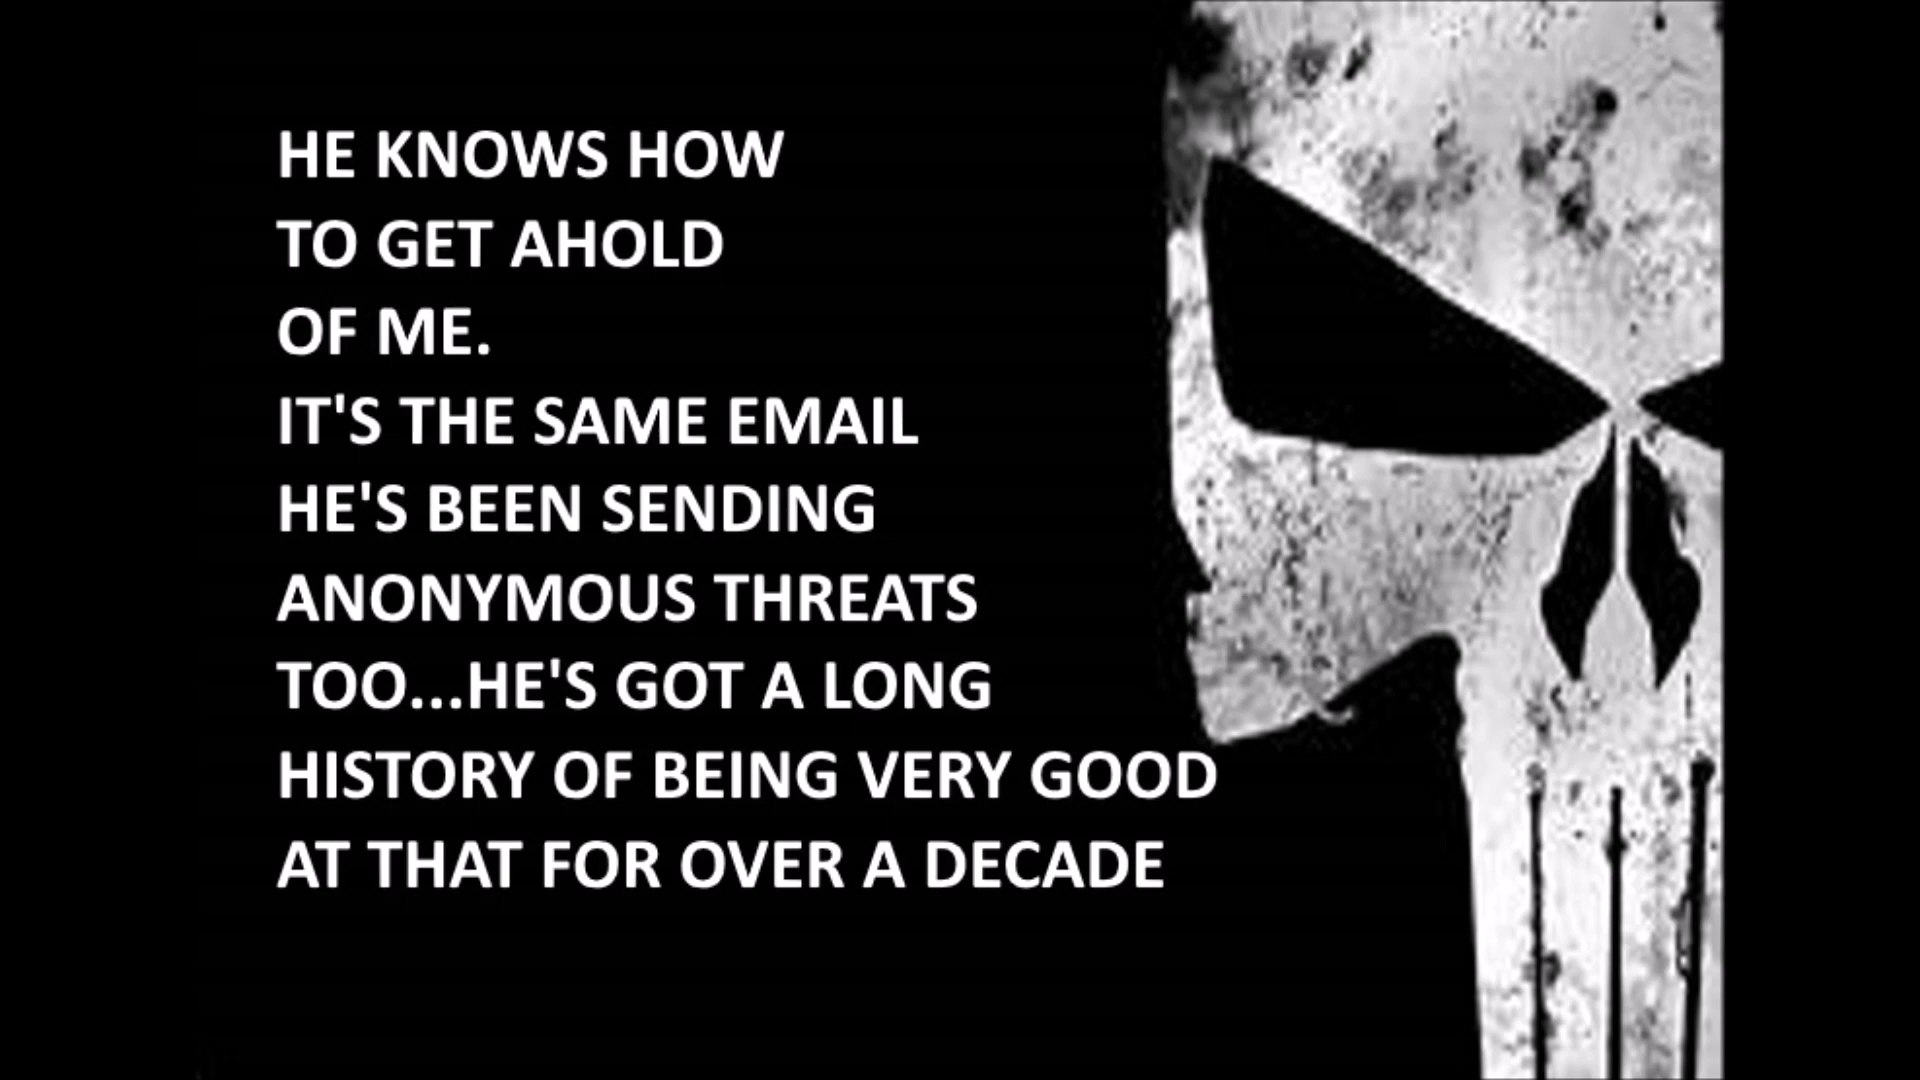 HE KNOWS HOW
TO GET AHOLD
OF ME.
IT'S THE SAME EMAIL
HE'S BEEN SENDING
ANONYMOUS THREATS
TOO...HE'S GOT A LONG
HISTORY OF BEING VERY GOOD
AT THAT FOR OVER A DECADE